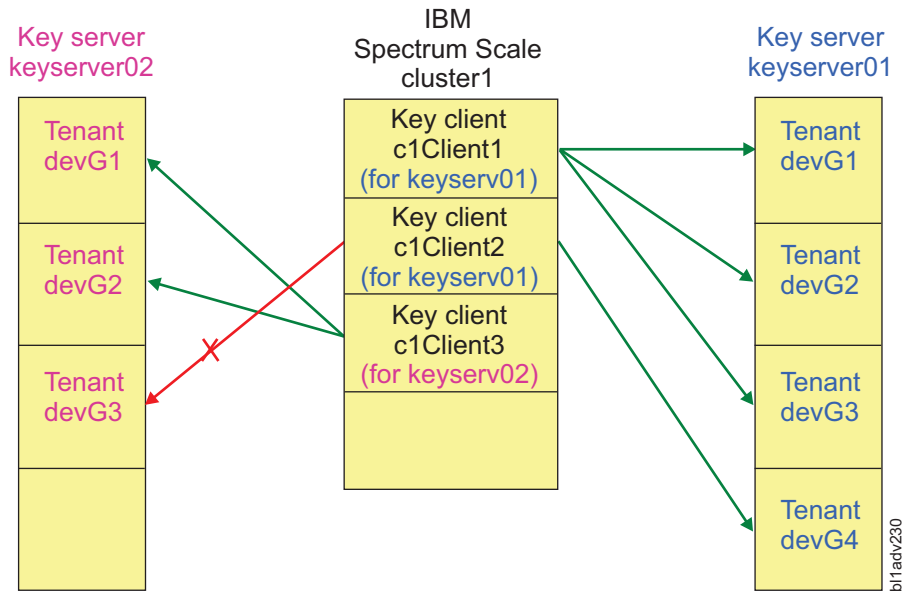 Key server
keyserver02
Tenant
devG1
Tenant
devG2
Tenant
devG3
IBM
Spectrum Scale
cluster1
Key client
c1Client1
(for keyserv01)
Key client
c1Client2
(for keyserv01)
Key client
c1Client3
(for keyserv02)
Key server
keyserver01
Tenant
devG1
Tenant
devG2
Tenant
devG3
Tenant
devG4
bl1adv230